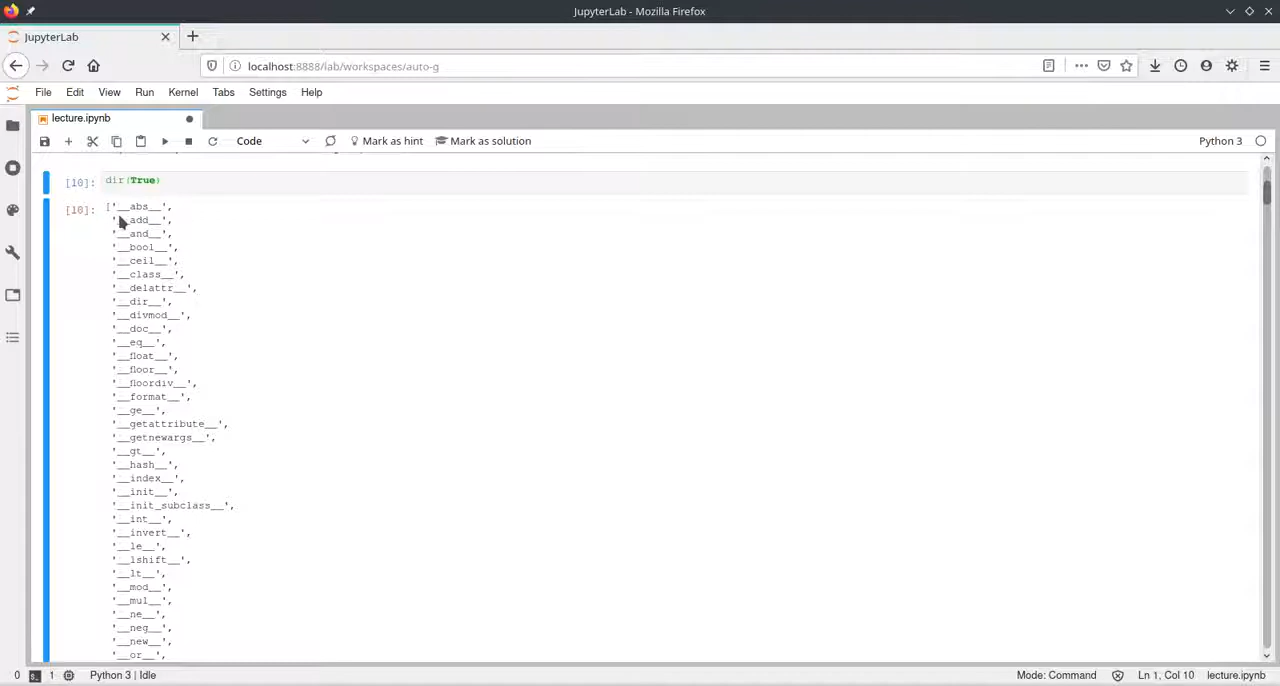 JupyterLab - Mozilla Firefox
JupyterLab
localhost:8888/lab/workspaces/auto-g
File Edit View Run Kernel Tabs Settings Help
lecture.ipynb
Code Mark as hint Mark as solution Python 3
[10]: dir(True)
[10]: ['__abs__',
'__add__',
'__and__',
'__bool__',
'__ceil__',
'__class__',
'__delattr__',
'__dir__',
'__divmod__',
'__doc__',
'__eq__',
'__float__',
'__floor__',
'__floordiv__',
'__format__',
'__ge__',
'__getattribute__',
'__getnewargs__',
'__gt__',
'__hash__',
'__index__',
'__init__',
'__init_subclass__',
'__int__',
'__invert__',
'__le__',
'__lshift__',
'__lt__',
'__mod__',
'__mul__',
'__ne__',
'__neg__',
'__new__',
'__or__',
0 1 Python 3 | Idle Mode: Command Ln 1, Col 10 lecture.ipynb